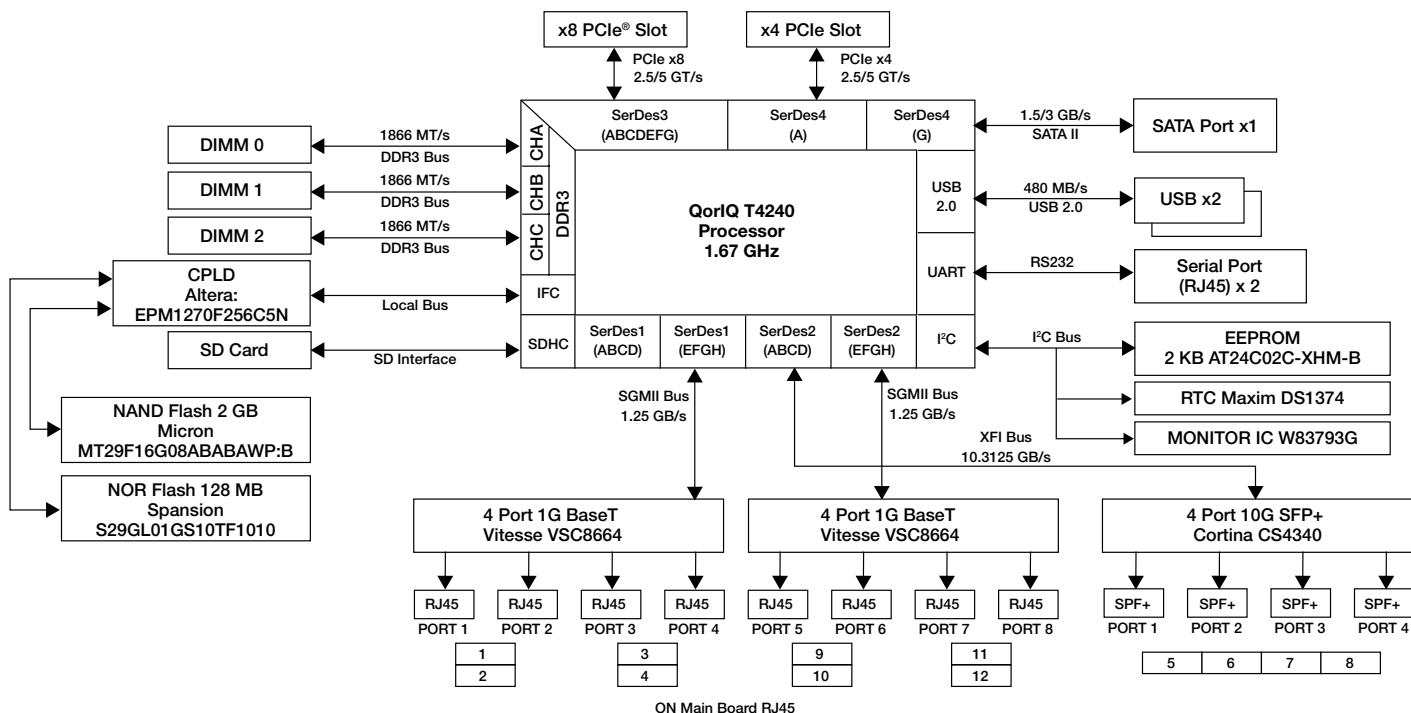 x8 PCIe® Slot
x4 PCIe Slot
PCIe x8
2.5/5 GT/s
PCIe x4
2.5/5 GT/s
SerDes3
(ABCDEFG)
SerDes4
(A)
SerDes4
(G)
1.5/3 GB/s
SATA II
SATA Port x1
DIMM 0
1866 MT/s
DDR3 Bus
CHA
DIMM 1
1866 MT/s
DDR3 Bus
CHB
DIMM 2
1866 MT/s
DDR3 Bus
CHC
DDR3
QorIQ T4240
Processor
1.67 GHz
USB
2.0
480 MB/s
USB 2.0
USB x2
UART
RS232
Serial Port
(RJ45) x 2
CPLD
Altera:
EPM1270F256C5N
Local Bus
IFC
SD Card
SD Interface
SDHC
SerDes1
(ABCD)
SerDes1
(EFGH)
SerDes2
(ABCD)
SerDes2
(EFGH)
I²C
I²C Bus
EEPROM
2 KB AT24C02C-XHM-B
RTC Maxim DS1374
MONITOR IC W83793G
SGMII Bus
1.25 GB/s
SGMII Bus
1.25 GB/s
XFI Bus
10.3125 GB/s
NAND Flash 2 GB
Micron
MT29F16G08ABABAWP:B
NOR Flash 128 MB
Spansion
S29GL01GS10TF1010
4 Port 1G BaseT
Vitesse VSC8664
4 Port 1G BaseT
Vitesse VSC8664
4 Port 10G SFP+
Cortina CS4340
RJ45
RJ45
RJ45
RJ45
RJ45
RJ45
RJ45
RJ45
SPF+
SPF+
SPF+
SPF+
PORT 1
PORT 2
PORT 3
PORT 4
PORT 5
PORT 6
PORT 7
PORT 8
PORT 1
PORT 2
PORT 3
PORT 4
1
2
3
4
9
10
11
12
5
6
7
8
ON Main Board RJ45